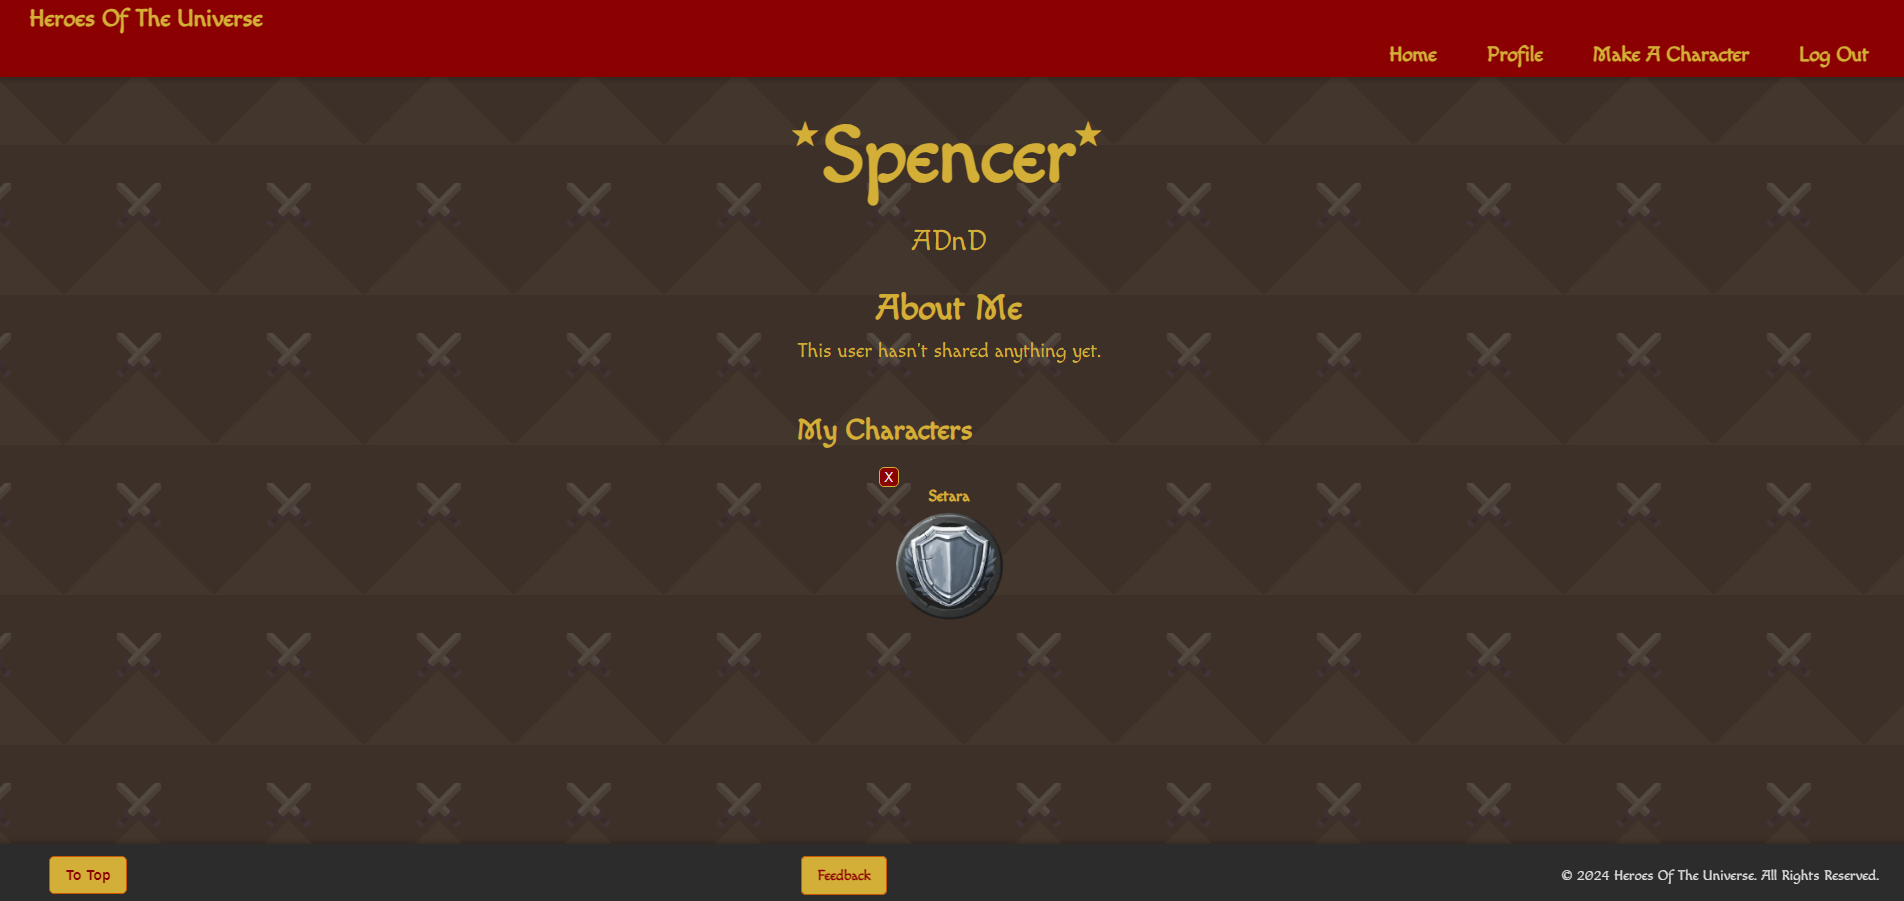 Heroes Of The Universe
Home Profile Make A Character Log Out
★Spencer★
ADnD
About Me
This user hasn't shared anything yet.
My Characters
X
Setara
To Top
Feedback
© 2024 Heroes Of The Universe. All Rights Reserved.